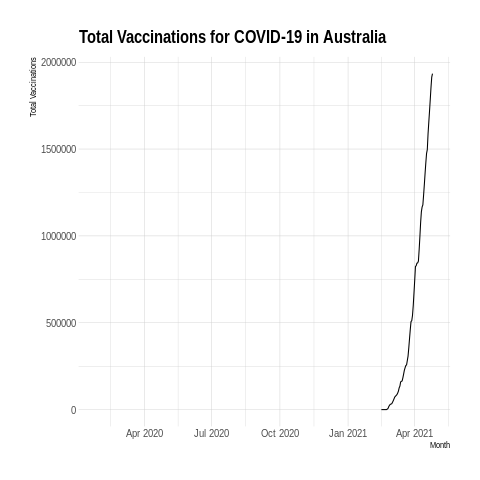 Total Vaccinations for COVID-19 in Australia
Total Vaccinations
2000000
1500000
1000000
500000
0
Apr 2020 Jul 2020 Oct 2020 Jan 2021 Apr 2021
Month